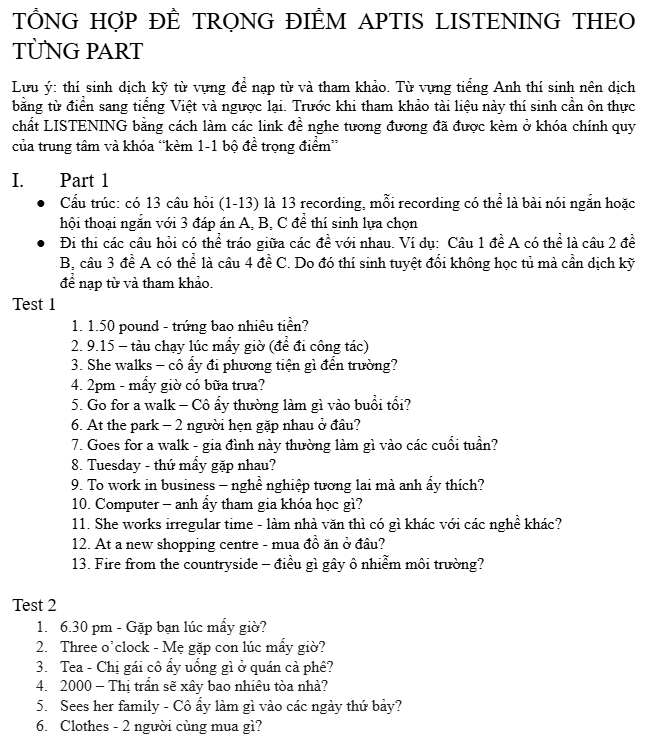 TỔNG HỢP ĐỀ TRỌNG ĐIỂM APTIS LISTENING THEO
TỪNG PART
Lưu ý: thí sinh dịch kỹ từ vựng để nạp từ và tham khảo. Từ vựng tiếng Anh thí sinh nên dịch
bằng từ điển sang tiếng Việt và ngược lại. Trước khi tham khảo tài liệu này thí sinh cần ôn thực
chất LISTENING bằng cách làm các link đề nghe tương đương đã được kèm ở khóa chính quy
của trung tâm và khóa “kèm 1-1 bộ đề trọng điểm”
I. Part 1
● Cấu trúc: có 13 câu hỏi (1-13) là 13 recording, mỗi recording có thể là bài nói ngắn hoặc
hội thoại ngắn với 3 đáp án A, B, C để thí sinh lựa chọn
● Đi thi các câu hỏi có thể tráo giữa các đề với nhau. Ví dụ: Câu 1 đề A có thể là câu 2 đề
B, câu 3 đề A có thể là câu 4 đề C. Do đó thí sinh tuyệt đối không học tủ mà cần dịch kỹ
để nạp từ và tham khảo.
Test 1
1. 1.50 pound - trứng bao nhiêu tiền?
2. 9.15 – tàu chạy lúc mấy giờ (để đi công tác)
3. She walks – cô ấy đi phương tiện gì đến trường?
4. 2pm - mấy giờ có bữa trưa?
5. Go for a walk – Cô ấy thường làm gì vào buổi tối?
6. At the park – 2 người hẹn gặp nhau ở đâu?
7. Goes for a walk - gia đình này thường làm gì vào các cuối tuần?
8. Tuesday - thứ mấy gặp nhau?
9. To work in business – nghề nghiệp tương lai mà anh ấy thích?
10. Computer – anh ấy tham gia khóa học gì?
11. She works irregular time - làm nhà văn thì có gì khác với các nghề khác?
12. At a new shopping centre - mua đồ ăn ở đâu?
13. Fire from the countryside – điều gì gây ô nhiễm môi trường?
Test 2
1. 6.30 pm - Gặp bạn lúc mấy giờ?
2. Three o’clock - Mẹ gặp con lúc mấy giờ?
3. Tea - Chị gái cô ấy uống gì ở quán cà phê?
4. 2000 – Thị trấn sẽ xây bao nhiêu tòa nhà?
5. Sees her family - Cô ấy làm gì vào các ngày thứ bảy?
6. Clothes - 2 người cùng mua gì?